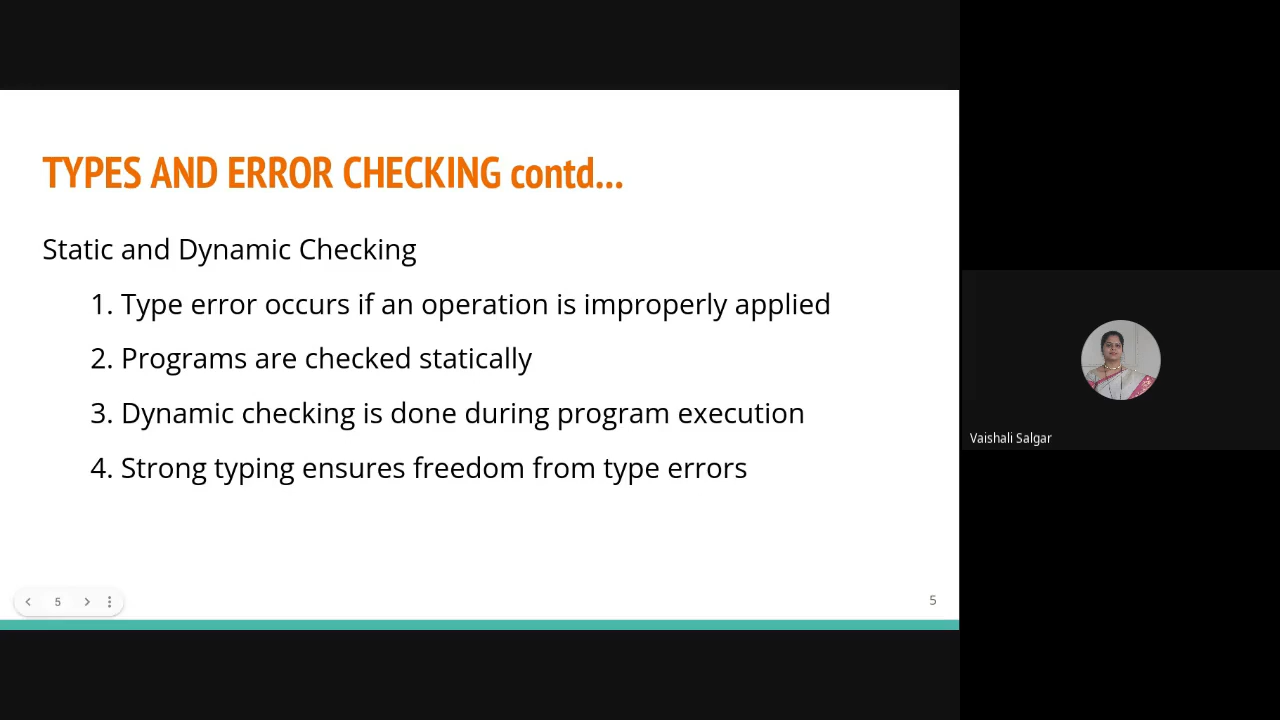 TYPES AND ERROR CHECKING contd...
Static and Dynamic Checking
1. Type error occurs if an operation is improperly applied
2. Programs are checked statically
3. Dynamic checking is done during program execution
4. Strong typing ensures freedom from type errors
5
5
Vaishali Salgar